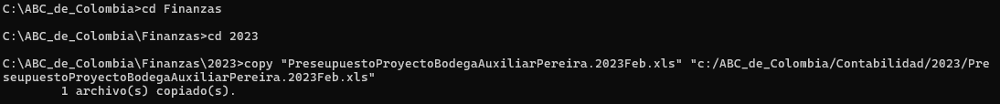 C:\ABC_de_Colombia>cd Finanzas
C:\ABC_de_Colombia\Finanzas>cd 2023
C:\ABC_de_Colombia\Finanzas\2023>copy "PreseupuestoProyectoBodegaAuxiliarPereira.2023Feb.xls" "c:/ABC_de_Colombia/Contabilidad/2023/Pre
seupuestoProyectoBodegaAuxiliarPereira.2023Feb.xls"
        1 archivo(s) copiado(s).